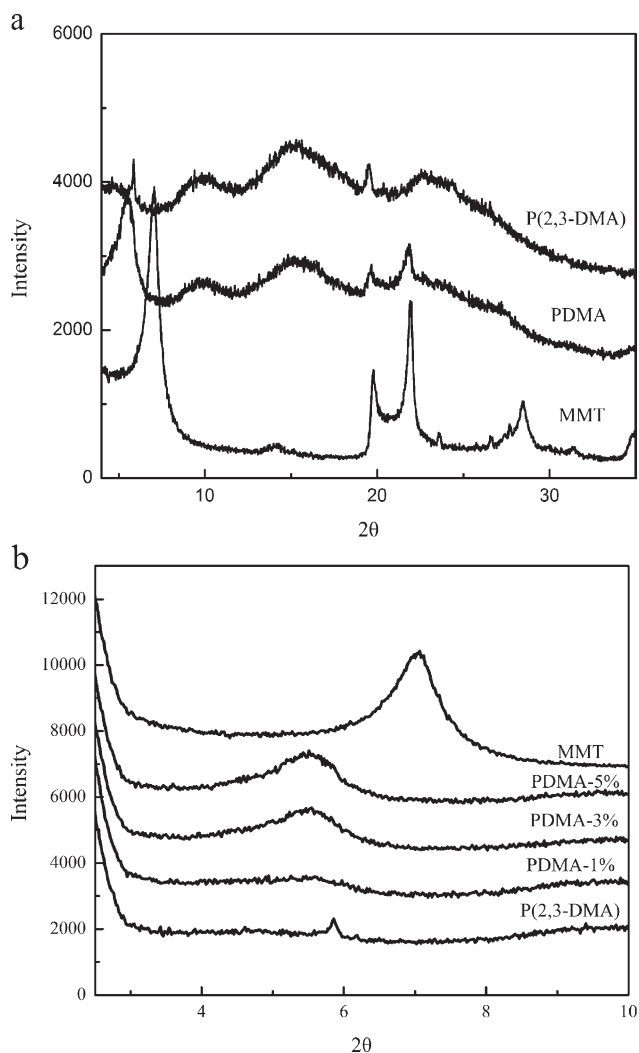 a
6000
4000
2000
0
Intensity
P(2,3-DMA)
PDMA
MMT
10
20
30
2θ
b
12000
10000
8000
6000
4000
2000
0
Intensity
MMT
PDMA-5%
PDMA-3%
PDMA-1%
P(2,3-DMA)
4
6
8
10
2θ